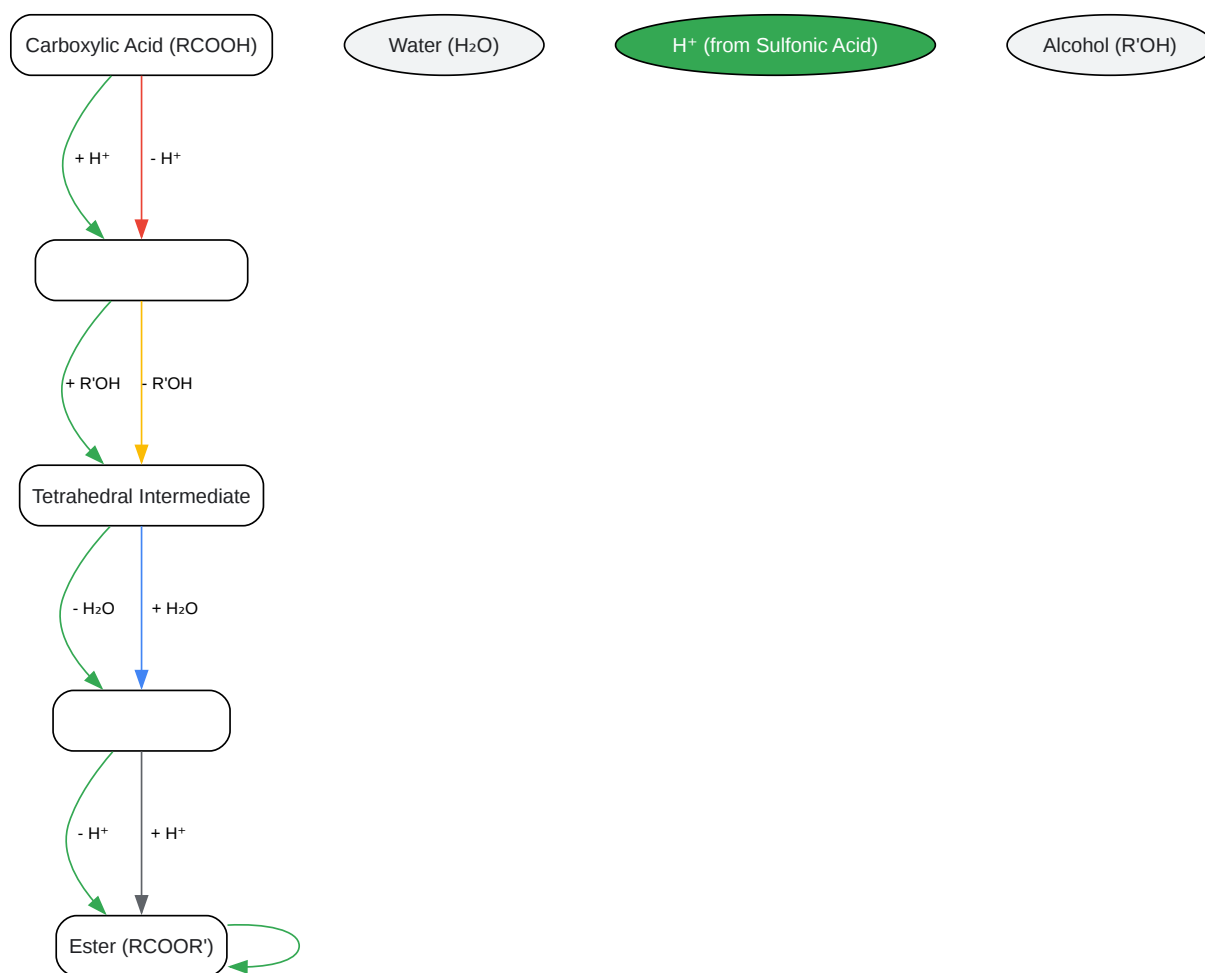 Carboxylic Acid (RCOOH)
Water (H₂O)
H⁺ (from Sulfonic Acid)
Alcohol (R'OH)
+ H⁺
- H⁺
+ R'OH
- R'OH
Tetrahedral Intermediate
- H₂O
+ H₂O
- H⁺
+ H⁺
Ester (RCOOR')